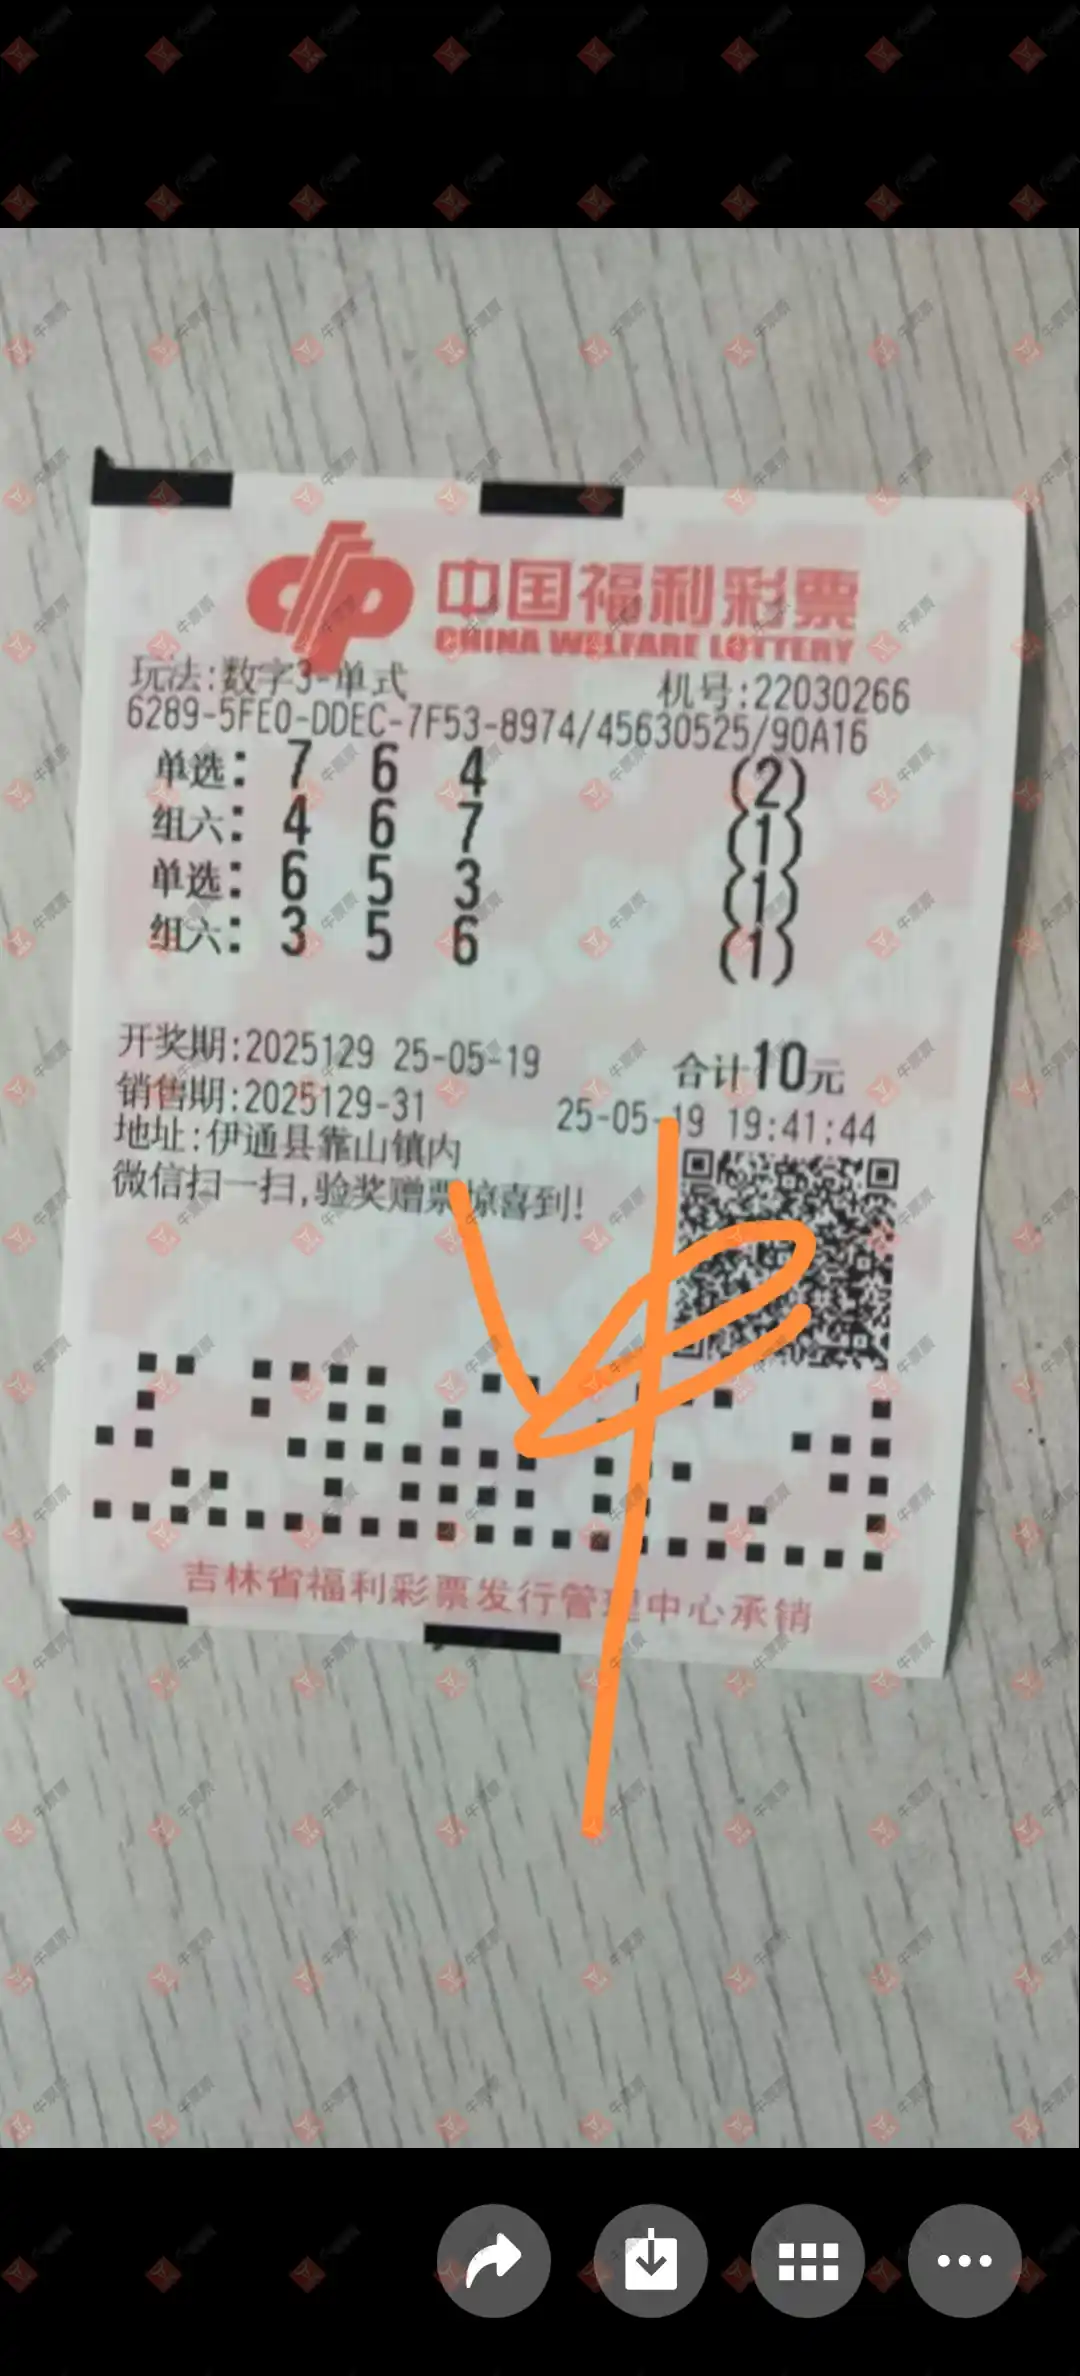 中国福利彩票
CHINA WELFARE LOTTERY
玩法:数字3-单式 机号:22030266
6289-5FE0-DDEC-7F53-8974/45630525/90A16
单选: 7 6 4 (2)
组六: 4 6 7 (1)
单选: 6 5 3 (1)
组六: 3 5 6 (1)
开奖期:2025129 25-05-19 合计10元
销售期:2025129-31 25-05-19 19:41:44
地址:伊通县靠山镇内
微信扫一扫,验奖赠票惊喜到!
吉林省福利彩票发行管理中心承销
牛票票